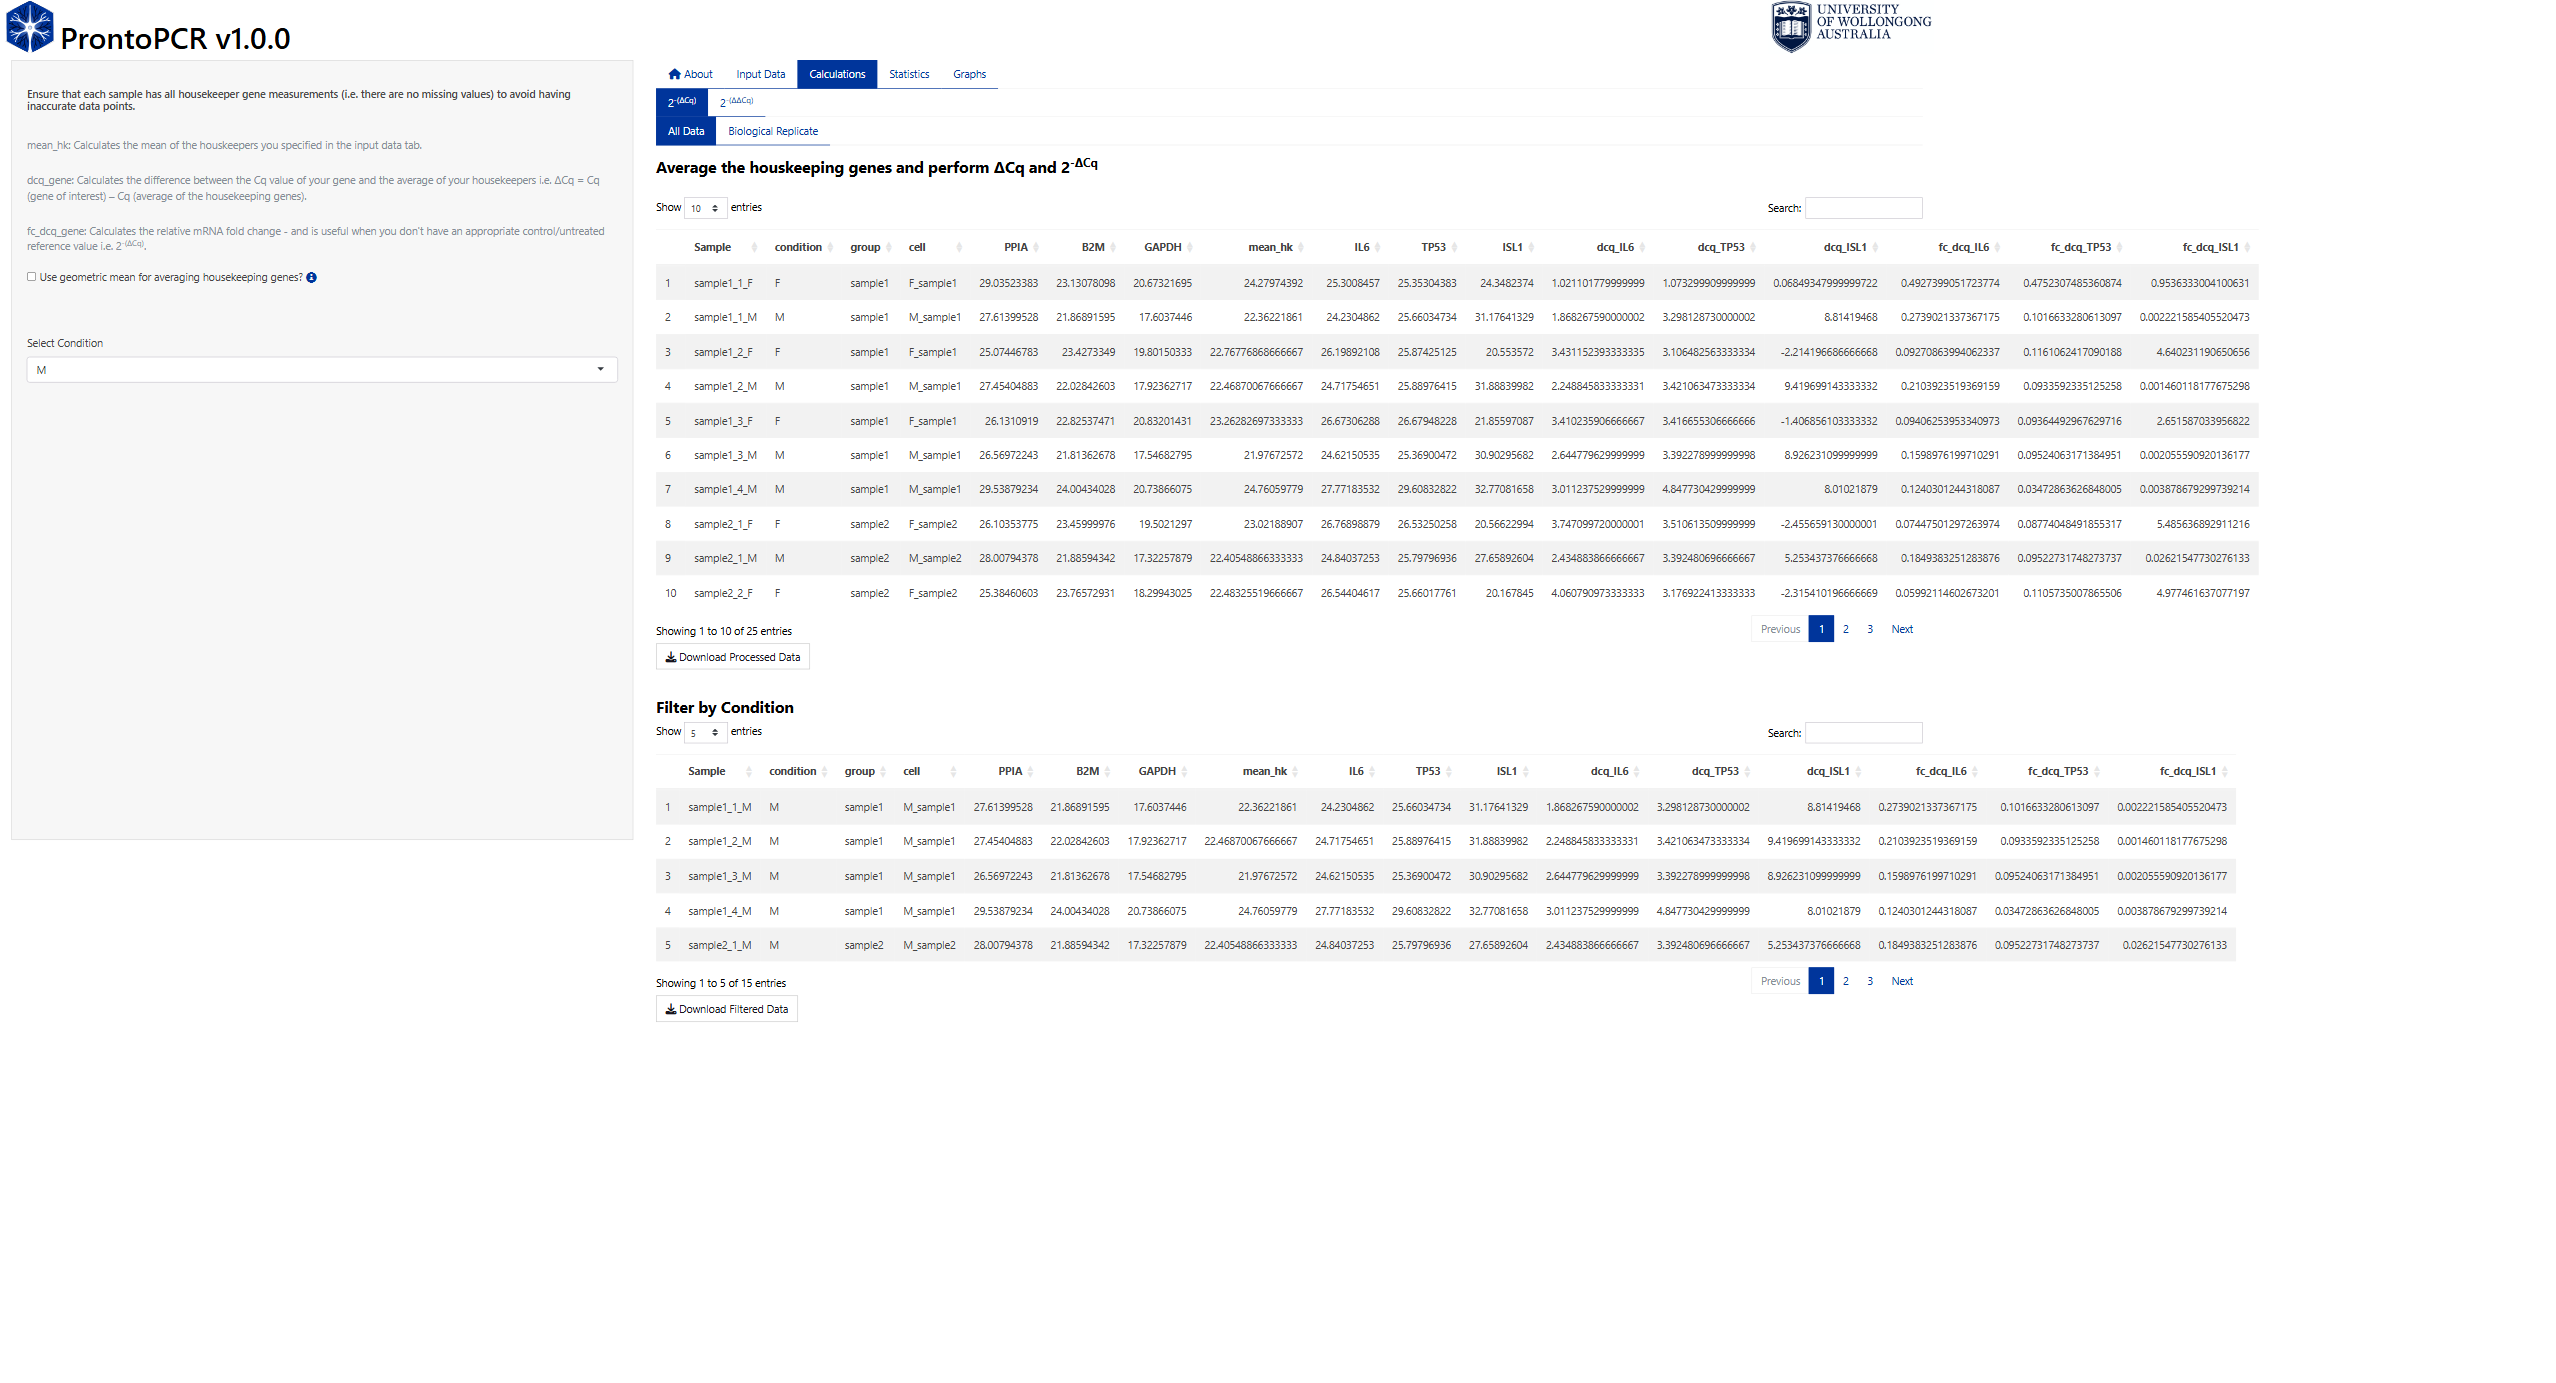 ProntoPCR v1.0.0
UNIVERSITY
OF WOLLONGONG
AUSTRALIA
Ensure that each sample has all housekeeper gene measurements (i.e. there are no missing values) to avoid having
inaccurate data points.
mean_hk: Calculates the mean of the houskeepers you specified in the input data tab.
dcq_gene: Calculates the difference between the Cq value of your gene and the average of your housekeepers i.e. ΔCq = Cq
(gene of interest) – Cq (average of the housekeeping genes).
fc_dcq_gene: Calculates the relative mRNA fold change - and is useful when you don't have an appropriate control/untreated
reference value i.e. 2-(ΔCq).
Use geometric mean for averaging housekeeping genes?
Select Condition
M
About Input Data Calculations Statistics Graphs
2-(ΔCq) 2-(ΔΔCq)
All Data Biological Replicate
Average the houskeeping genes and perform ΔCq and 2-ΔCq
Show 10 entries Search:
Sample condition group cell PPIA B2M GAPDH mean_hk IL6 TP53 ISL1 dcq_IL6 dcq_TP53 dcq_ISL1 fc_dcq_IL6 fc_dcq_TP53 fc_dcq_ISL1
1 sample1_1_F F sample1 F_sample1 29.03523383 23.13078098 20.67321695 24.27974392 25.3008457 25.35304383 24.3482374 1.021101779999999 1.073299909999999 0.06849347999999722 0.4927399051723774 0.4752307485360874 0.9536333004100631
2 sample1_1_M M sample1 M_sample1 27.61399528 21.86891595 17.6037446 22.36221861 24.2304862 25.66034734 31.17641329 1.868267590000002 3.298128730000002 8.81419468 0.2739021337367175 0.1016633280613097 0.002221585405520473
3 sample1_2_F F sample1 F_sample1 25.07446783 23.4273349 19.80150333 22.76776868666667 26.19892108 25.87425125 20.553572 3.431152393333335 3.106482563333334 -2.214196686666668 0.09270863994062337 0.1161062417090188 4.640231190650656
4 sample1_2_M M sample1 M_sample1 27.45404883 22.02842603 17.92362717 22.46870067666667 24.71754651 25.88976415 31.88839982 2.248845833333331 3.421063473333334 9.419699143333332 0.2103923519369159 0.0933592335125258 0.001460118177675298
5 sample1_3_F F sample1 F_sample1 26.1310919 22.82537471 20.83201431 23.26282697333333 26.67306288 26.67948228 21.85597087 3.410235906666667 3.416655306666666 -1.406856103333332 0.09406253953340973 0.09364492967629716 2.651587033956822
6 sample1_3_M M sample1 M_sample1 26.56972243 21.81362678 17.54682795 21.97672572 24.62150535 25.36900472 30.90295682 2.644779629999999 3.392278999999998 8.926231099999999 0.1598976199710291 0.09524063171384951 0.002055590920136177
7 sample1_4_M M sample1 M_sample1 29.53879234 24.00434028 20.73866075 24.76059779 27.77183532 29.60832822 32.77081658 3.011237529999999 4.847730429999999 8.01021879 0.1240301244318087 0.03472863626848005 0.003878679299739214
8 sample2_1_F F sample2 F_sample2 26.10353775 23.45999976 19.5021297 23.02188907 26.76898879 26.53250258 20.56622994 3.747099720000001 3.510613509999999 -2.455659130000001 0.07447501297263974 0.08774048491855317 5.485636892911216
9 sample2_1_M M sample2 M_sample2 28.00794378 21.88594342 17.32257879 22.40548866333333 24.84037253 25.79796936 27.65892604 2.434883866666667 3.392480696666667 5.253437376666668 0.1849383251283876 0.09522731748273737 0.02621547730276133
10 sample2_2_F F sample2 F_sample2 25.38460603 23.76572931 18.29943025 22.48325519666667 26.54404617 25.66017761 20.167845 4.060790973333333 3.176922413333333 -2.315410196666669 0.05992114602673201 0.1105735007865506 4.977461637077197
Showing 1 to 10 of 25 entries Previous 1 2 3 Next
Download Processed Data
Filter by Condition
Show 5 entries Search:
Sample condition group cell PPIA B2M GAPDH mean_hk IL6 TP53 ISL1 dcq_IL6 dcq_TP53 dcq_ISL1 fc_dcq_IL6 fc_dcq_TP53 fc_dcq_ISL1
1 sample1_1_M M sample1 M_sample1 27.61399528 21.86891595 17.6037446 22.36221861 24.2304862 25.66034734 31.17641329 1.868267590000002 3.298128730000002 8.81419468 0.2739021337367175 0.1016633280613097 0.002221585405520473
2 sample1_2_M M sample1 M_sample1 27.45404883 22.02842603 17.92362717 22.46870067666667 24.71754651 25.88976415 31.88839982 2.248845833333331 3.421063473333334 9.419699143333332 0.2103923519369159 0.0933592335125258 0.001460118177675298
3 sample1_3_M M sample1 M_sample1 26.56972243 21.81362678 17.54682795 21.97672572 24.62150535 25.36900472 30.90295682 2.644779629999999 3.392278999999998 8.926231099999999 0.1598976199710291 0.09524063171384951 0.002055590920136177
4 sample1_4_M M sample1 M_sample1 29.53879234 24.00434028 20.73866075 24.76059779 27.77183532 29.60832822 32.77081658 3.011237529999999 4.847730429999999 8.01021879 0.1240301244318087 0.03472863626848005 0.003878679299739214
5 sample2_1_M M sample2 M_sample2 28.00794378 21.88594342 17.32257879 22.40548866333333 24.84037253 25.79796936 27.65892604 2.434883866666667 3.392480696666667 5.253437376666668 0.1849383251283876 0.09522731748273737 0.02621547730276133
Showing 1 to 5 of 15 entries Previous 1 2 3 Next
Download Filtered Data